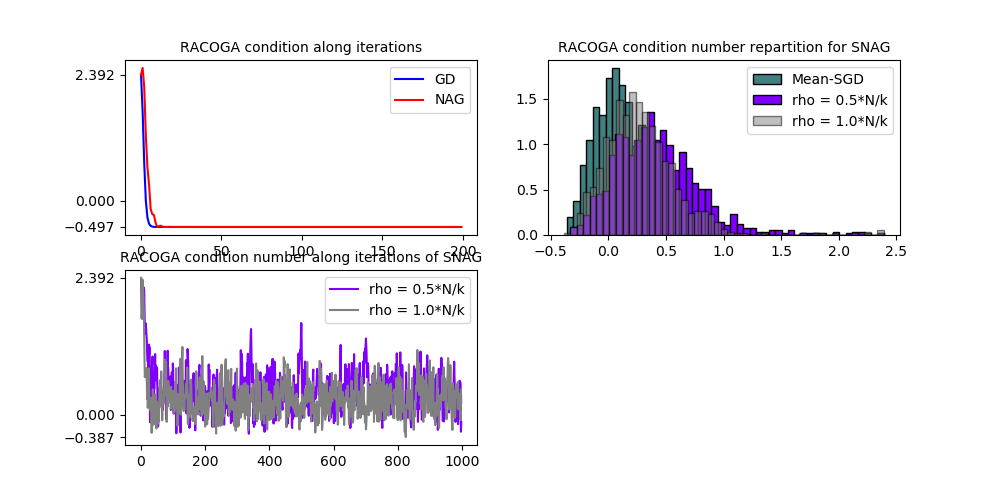 RACOGA condition along iterations
2.392
0.000
−0.497
GD
NAG
0
50
100
150
200
RACOGA condition number repartition for SNAG
1.5
1.0
0.5
0.0
Mean-SGD
rho = 0.5*N/k
rho = 1.0*N/k
−0.5
0.0
0.5
1.0
1.5
2.0
2.5
RACOGA condition number along iterations of SNAG
2.392
0.000
−0.387
rho = 0.5*N/k
rho = 1.0*N/k
0
200
400
600
800
1000